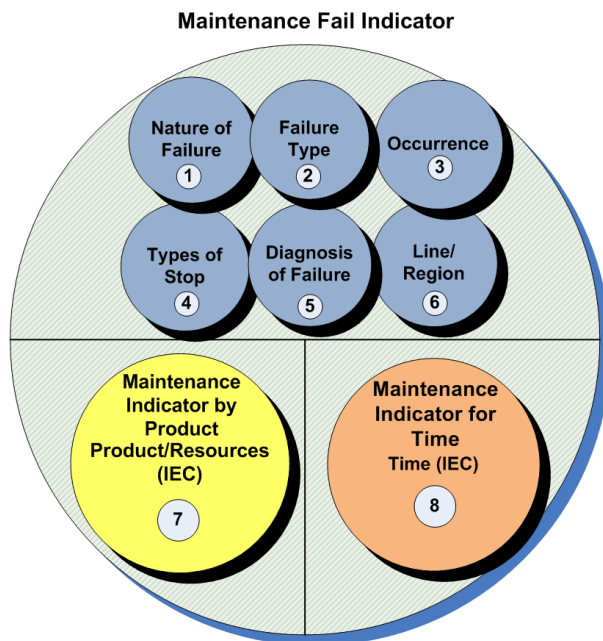 Maintenance Fail Indicator
Nature of
Failure
1
Failure
Type
2
Occurrence
3
Types of
Stop
4
Diagnosis
of Failure
5
Line/
Region
6
Maintenance
Indicator by
Product
Product/Resources
(IEC)
7
Maintenance
Indicator for
Time
Time (IEC)
8